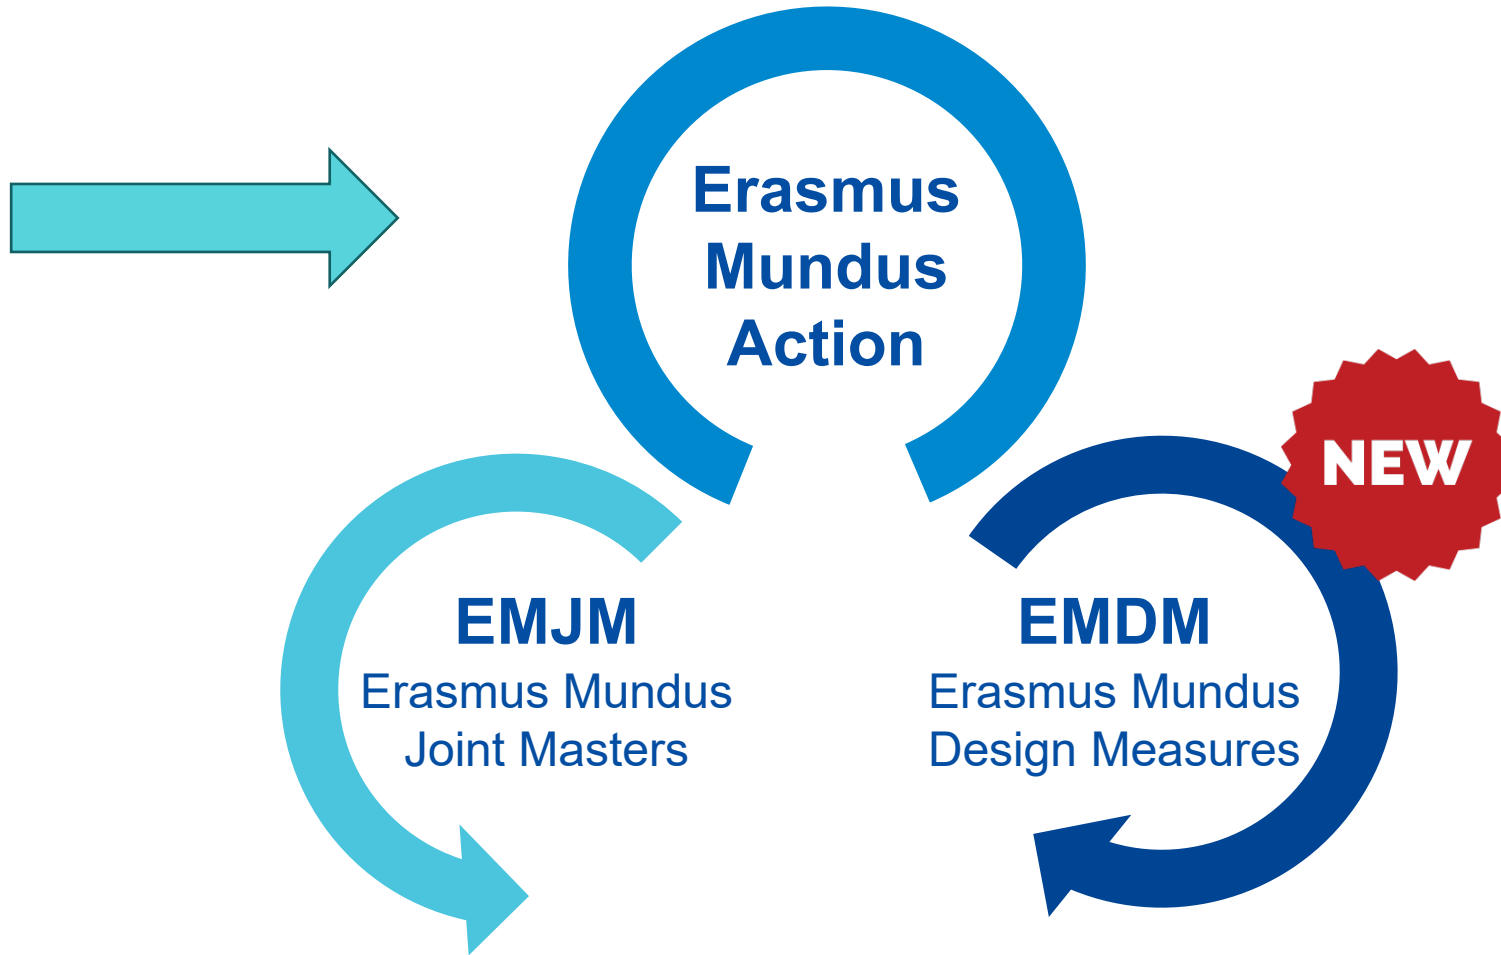 Erasmus
Mundus
Action
NEW
EMJM
Erasmus Mundus
Joint Masters
EMDM
Erasmus Mundus
Design Measures